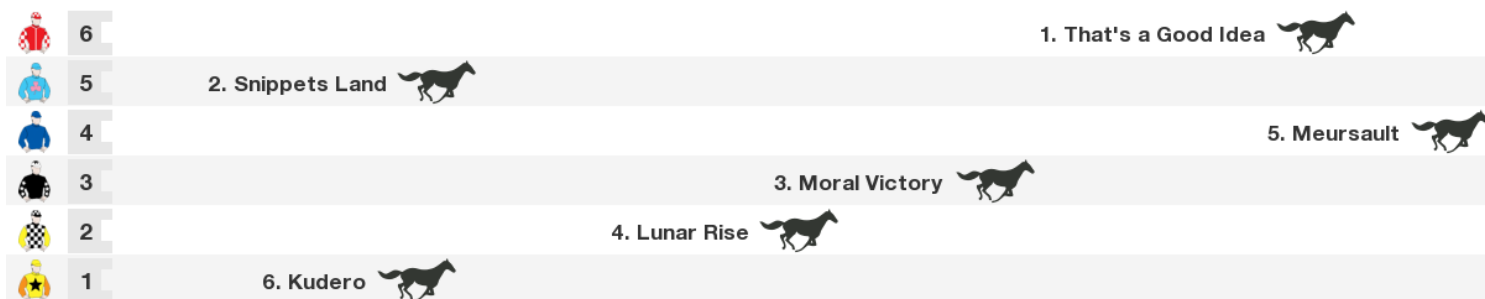 6 1. That's a Good Idea
5 2. Snippets Land
4 5. Meursault
3 3. Moral Victory
2 4. Lunar Rise
1 6. Kudero